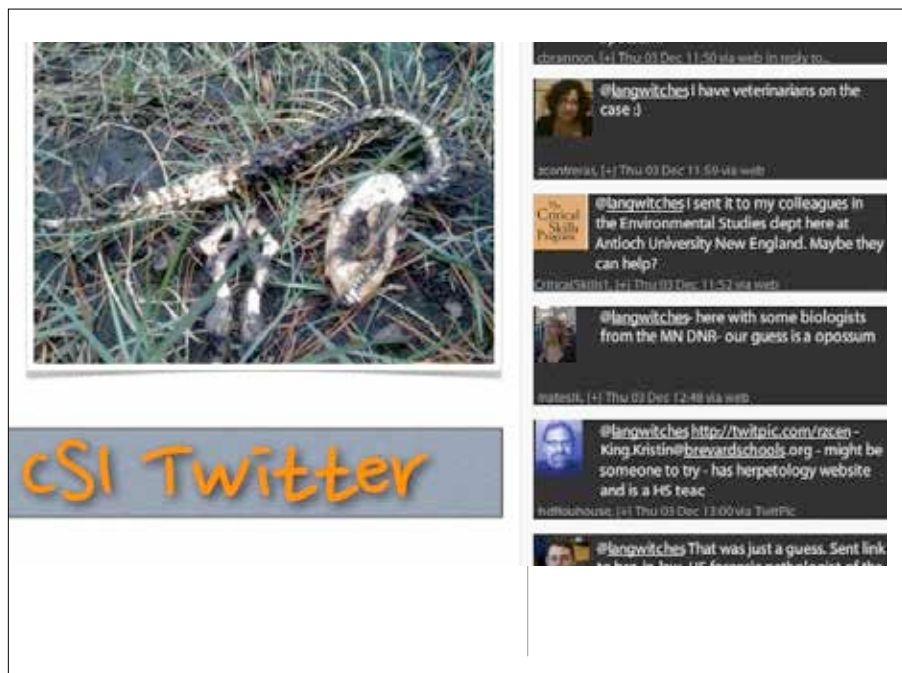 CSI Twitter
cbrannon, [+] Thu 03 Dec 11:50 via web in reply to...
@langwitches I have veterinarians on the
case :)
zcontreras, [+] Thu 03 Dec 11:59 via web
The
Critical
Skills
Program
@langwitches I sent it to my colleagues in
the Environmental Studies dept here at
Antioch University New England. Maybe they
can help?
CriticalSkills1, [+] Thu 03 Dec 11:52 via web
@langwitches- here with some biologists
from the MN DNR- our guess is a opossum
[+] Thu 03 Dec 12:48 via web
@langwitches http://twitpic.com/rzcen -
King.Kristin@brevardschools.org - might be
someone to try - has herpetology website
and is a HS teac
[+] Thu 03 Dec 13:00 via TwitPic
@langwitches That was just a guess. Sent link